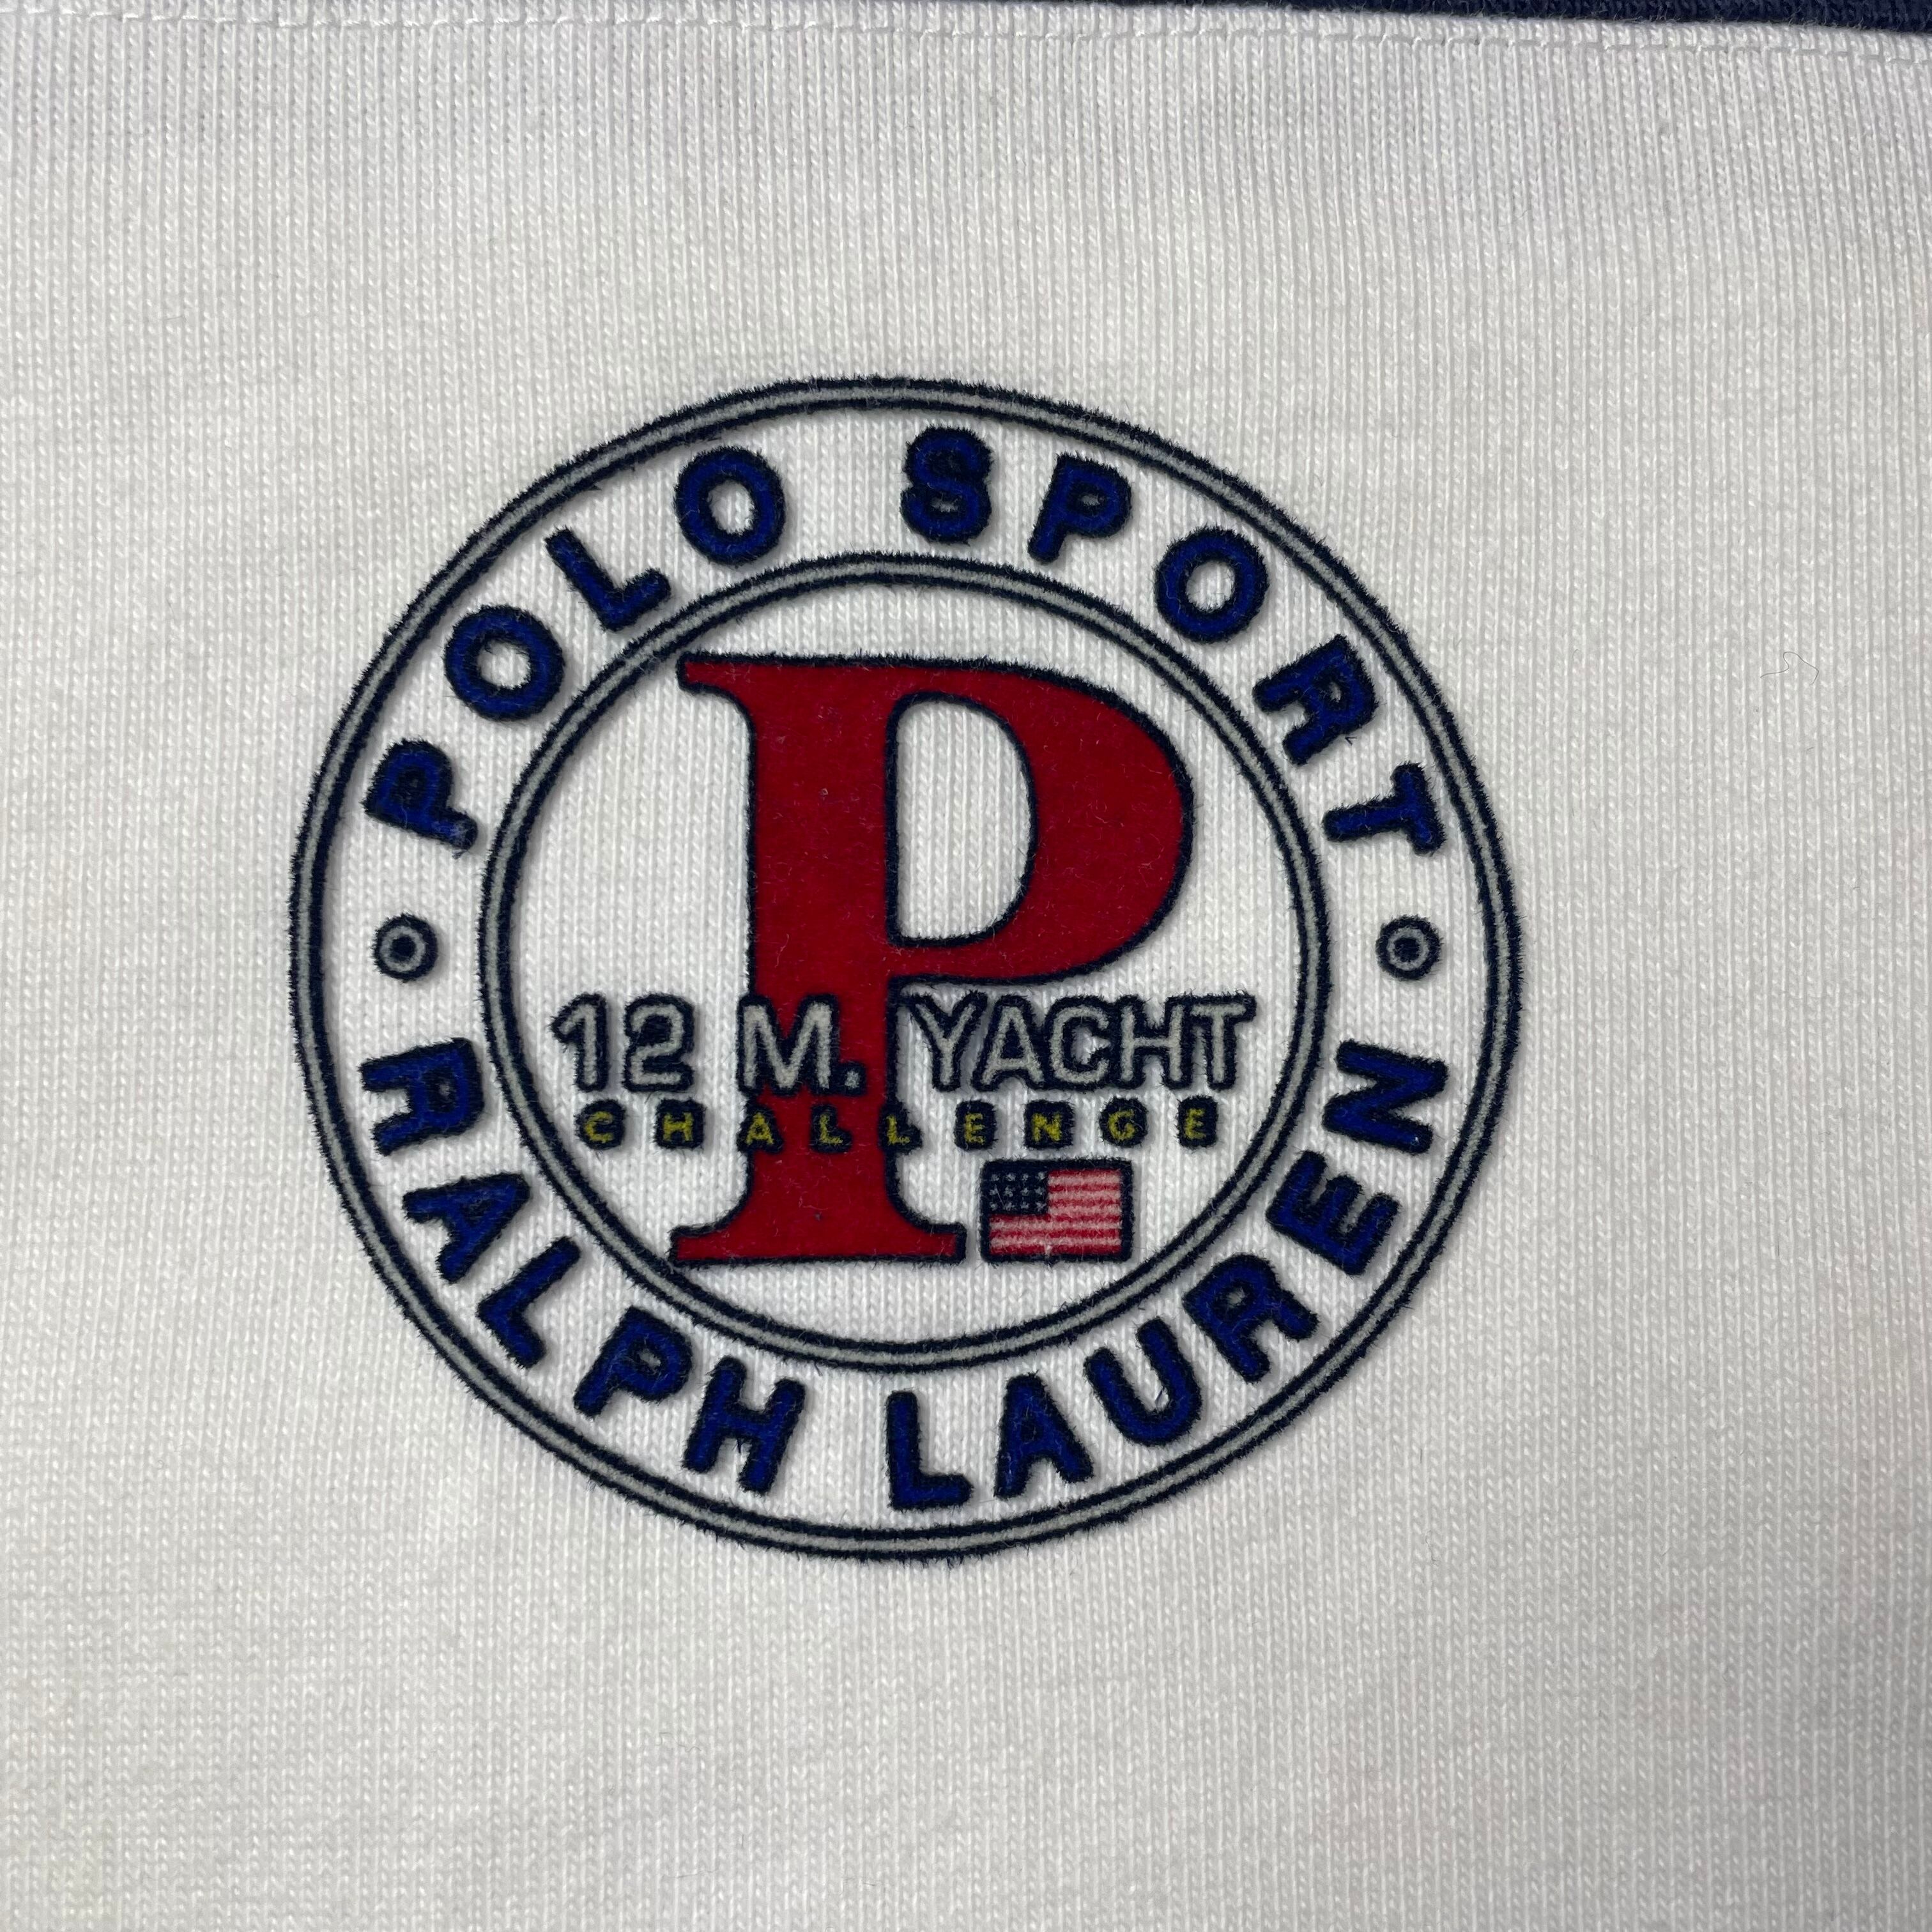 POLO SPORT
P
12 M. YACHT
CHALLENGE
RALPH LAUREN